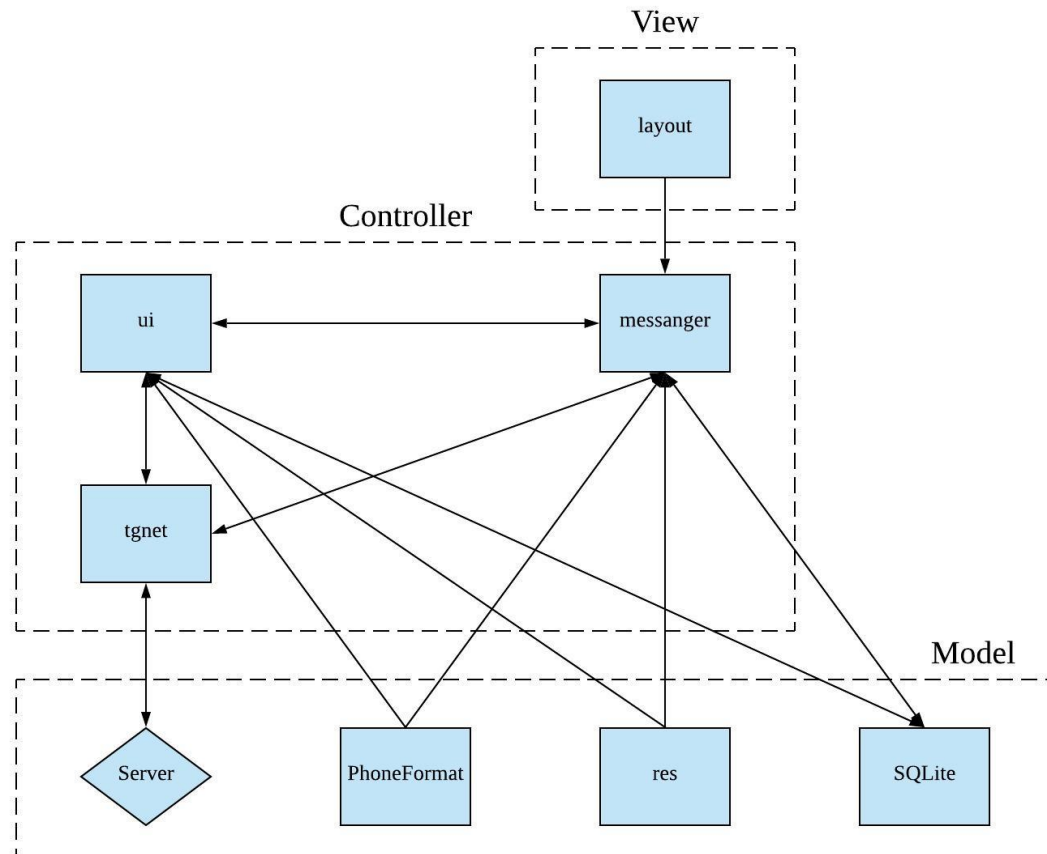 View
layout
Controller
ui
messanger
tgnet
Model
Server
PhoneFormat
res
SQLite